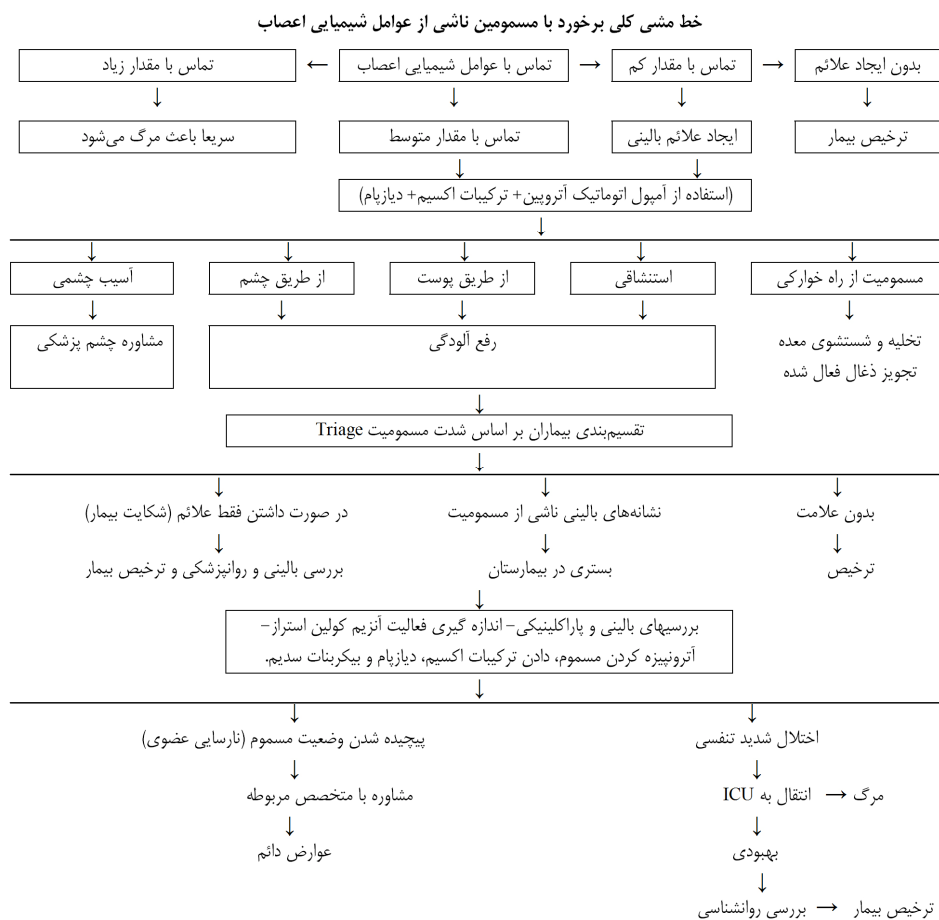 خط مشی کلی برخورد با مسمومین ناشی از عوامل شیمیایی اعصاب
بدون ایجاد علائم ← تماس با مقدار کم ← تماس با عوامل شیمیایی اعصاب → تماس با مقدار زیاد
ترخیص بیمار ایجاد علائم بالینی تماس با مقدار متوسط سریعا باعث مرگ می‌شود
(استفاده از آمپول اتوماتیک آتروپین+ ترکیبات اکسیم+ دیازپام)
مسمومیت از راه خوارکی استنشاقی از طریق پوست از طریق چشم آسیب چشمی
تخلیه و شستشوی معده رفع آلودگی مشاوره چشم پزشکی
تجویز ذغال فعال شده
تقسیم‌بندی بیماران بر اساس شدت مسمومیت Triage
بدون علامت نشانه‌های بالینی ناشی از مسمومیت در صورت داشتن فقط علائم (شکایت بیمار)
ترخیص بستری در بیمارستان بررسی بالینی و روانپزشکی و ترخیص بیمار
بررسیهای بالینی و پاراکلینیکی– اندازه گیری فعالیت آنزیم کولین استراز–
آترونپیزه کردن مسموم، دادن ترکیبات اکسیم، دیازپام و بیکربنات سدیم.
اختلال شدید تنفسی پیچیده شدن وضعیت مسموم (نارسایی عضوی)
مرگ ← انتقال به ICU مشاوره با متخصص مربوطه
بهبودی عوارض دائم
ترخیص بیمار ← بررسی روانشناسی